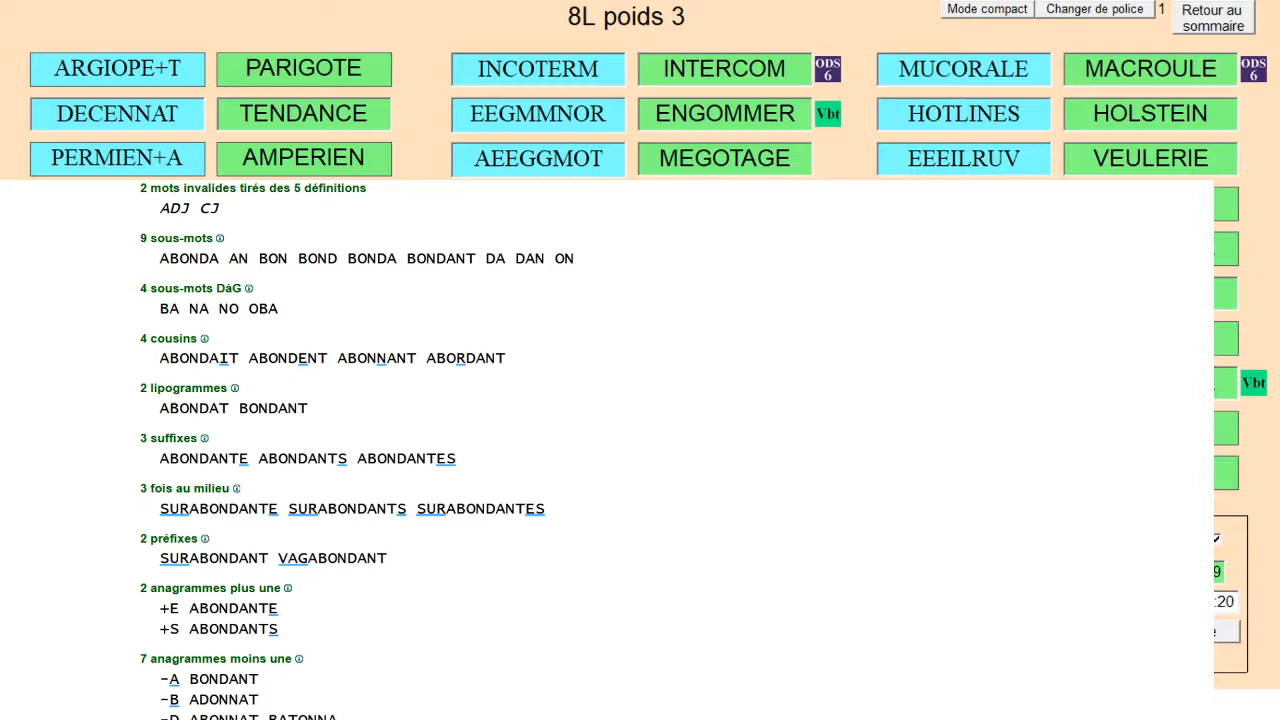 8L poids 3
Mode compact Changer de police 1 Retour au sommaire
ARGIOPE+T PARIGOTE INCOTERM INTERCOM ODS 6 MUCORALE MACROULE ODS 6
DECENNAT TENDANCE EEGMMNOR ENGOMMER Vbt HOTLINES HOLSTEIN
PERMIEN+A AMPERIEN AEEGGMOT MEGOTAGE EEEILRUV VEULERIE
2 mots invalides tirés des 5 définitions
ADJ CJ
9 sous-mots
ABONDA AN BON BOND BONDA BONDANT DA DAN ON
4 sous-mots DàG
BA NA NO OBA
4 cousins
ABONDAIT ABONDENT ABONNANT ABORDANT
Vbt
2 lipogrammes
ABONDAT BONDANT
3 suffixes
ABONDANTE ABONDANTS ABONDANTES
3 fois au milieu
SURABONDANTE SURABONDANTS SURABONDANTES
2 préfixes
SURABONDANT VAGABONDANT
9
2 anagrammes plus une
+E ABONDANTE
:20
+S ABONDANTS
e
7 anagrammes moins une
-A BONDANT
-B ADONNAT
-D ABONNAT BATONNA